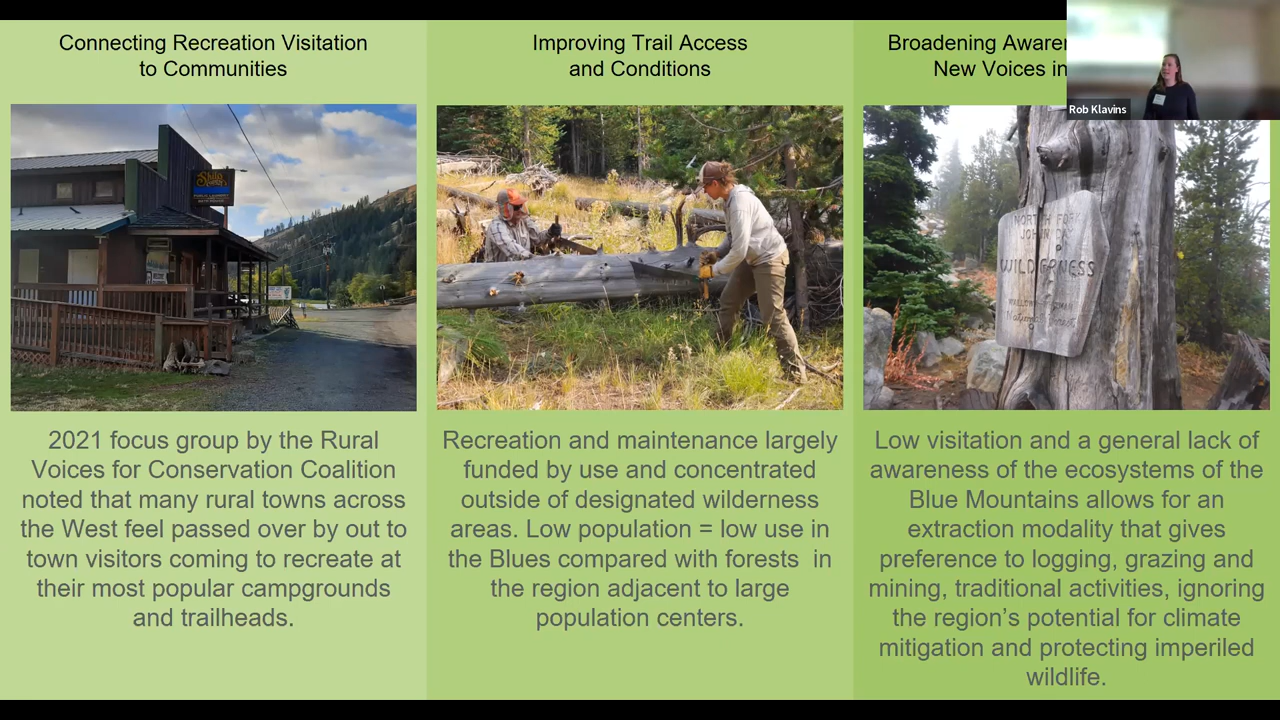 Connecting Recreation Visitation
to Communities
2021 focus group by the Rural
Voices for Conservation Coalition
noted that many rural towns across
the West feel passed over by out to
town visitors coming to recreate at
their most popular campgrounds
and trailheads.
Improving Trail Access
and Conditions
Recreation and maintenance largely
funded by use and concentrated
outside of designated wilderness
areas. Low population = low use in
the Blues compared with forests in
the region adjacent to large
population centers.
Broadening
New Voices in
Rob Klavins
NORTH FORK
JOHN DAY
WILDERNESS
National Forest
Low visitation and a general lack of
awareness of the ecosystems of the
Blue Mountains allows for an
extraction modality that gives
preference to logging, grazing and
mining, traditional activities, ignoring
the region's potential for climate
mitigation and protecting imperiled
wildlife.